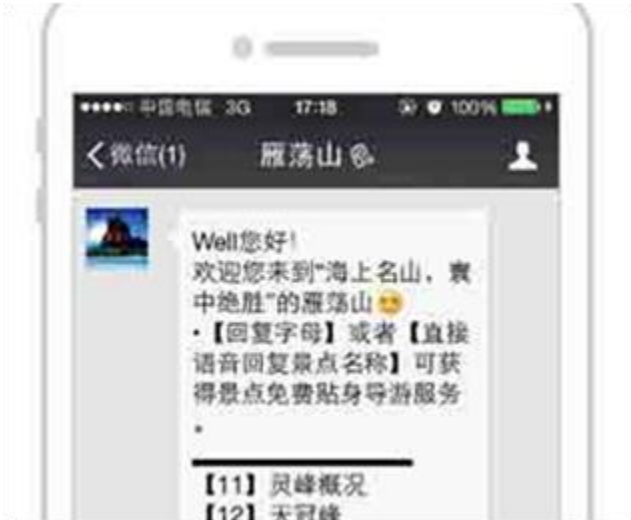 中国电信 3G 17:18 100%
微信(1) 雁荡山
Well您好!
欢迎您来到"海上名山，寰
中绝胜"的雁荡山
·【回复字母】或者【直接
语音回复景点名称】可获
得景点免费贴身导游服务
。
【11】灵峰概况
【12】天冠峰